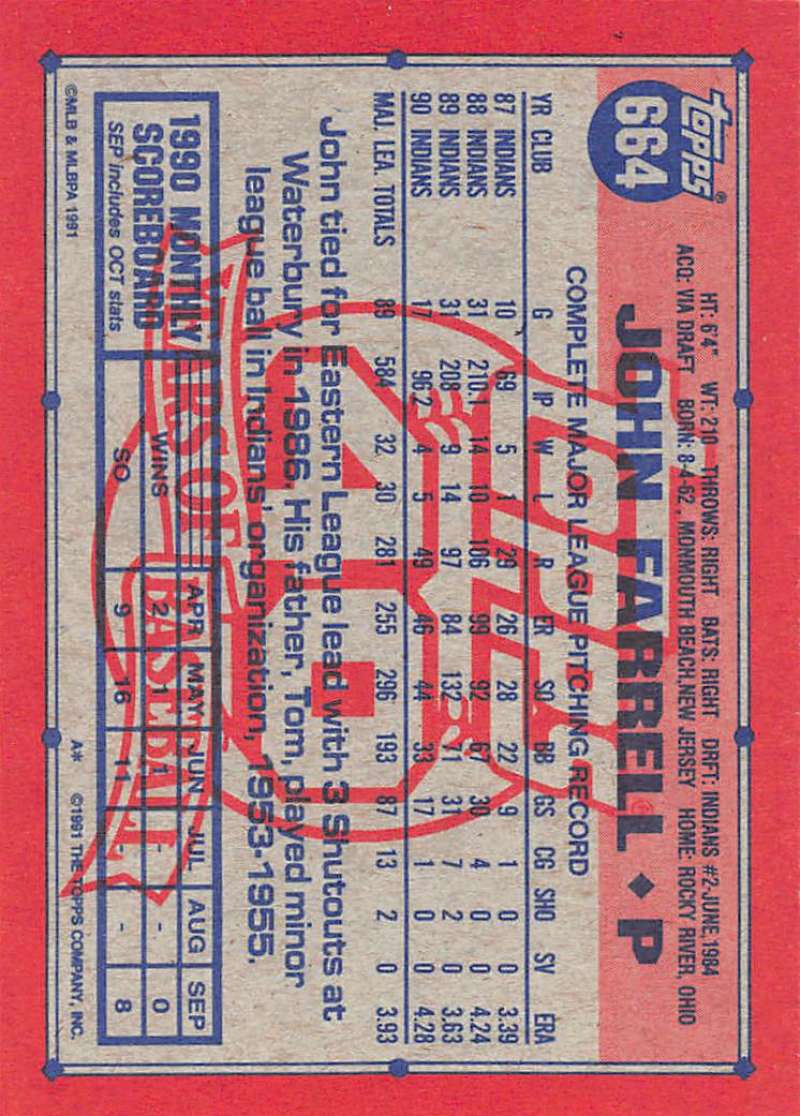 topps®
664
HT: 6'4" WT: 210 THROWS: RIGHT BATS: RIGHT DRFT: INDIANS #2-JUNE, 1984
ACQ: VIA DRAFT BORN: 8-4-62, MONMOUTH BEACH, NEW JERSEY HOME: ROCKY RIVER, OHIO
JOHN FARRELL ♦ P
COMPLETE MAJOR LEAGUE PITCHING RECORD
YR CLUB G IP W L R ER SO BB GS CG SHO SV ERA
87 INDIANS 10 69 5 1 29 26 28 22 9 1 0 0 3.39
88 INDIANS 31 210.1 14 10 106 99 92 67 30 4 0 0 4.24
89 INDIANS 31 208 9 14 97 84 132 71 31 7 2 0 3.63
90 INDIANS 17 96.2 4 5 49 46 44 33 17 1 0 0 4.28
MAJ. LEA. TOTALS 89 584 32 30 281 255 296 193 87 13 2 0 3.93
John tied for Eastern League lead with 3 Shutouts at
Waterbury in 1986. His father, Tom, played minor
league ball in Indians' organization, 1953-1955.
40
YEARS OF BASEBALL
1990 MONTHLY
SCOREBOARD
SEP includes OCT stats
APR MAY JUN JUL AUG SEP
WINS 2 1 1 - - 0
SO 9 16 11 - - 8
©MLB & MLBPA 1991
A* ©1991 THE TOPPS COMPANY, INC.